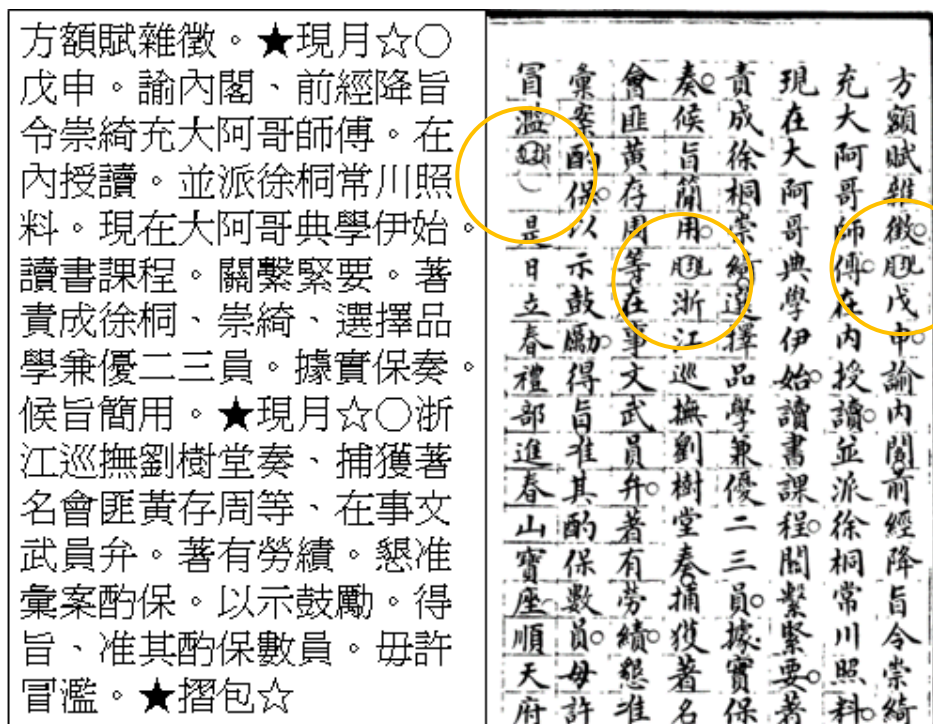 方額賦雜徵。★現月☆○
戊申。諭內閣、前經降旨
令崇綺充大阿哥師傅。在
內授讀。並派徐桐常川照
料。現在大阿哥典學伊始。
讀書課程。關繫緊要。著
責成徐桐、崇綺、選擇品
學兼優二三員。據實保奏。
候旨簡用。★現月☆○浙
江巡撫劉樹堂奏、捕獲著
名會匪黃存周等、在事文
武員弁。著有勞績。懇准
彙案酌保。以示鼓勵。得
旨、准其酌保數員。毋許
冒濫。★摺包☆
方額賦雜徵○戊申○諭內閣前經降旨令崇綺
充大阿哥師傅○在內授讀○並派徐桐常川照料○
現在大阿哥典學伊始○讀書課程○關繫緊要○著
責成徐桐崇綺選擇品學兼優二三員○據實保
奏○候旨簡用○浙江巡撫劉樹堂奏捕獲著名
會匪黃存周等在事文武員弁○著有勞績○懇准
彙案酌保○以示鼓勵○得旨准其酌保數員○毋許
冒濫○是日立春禮部進春山寶座順天府